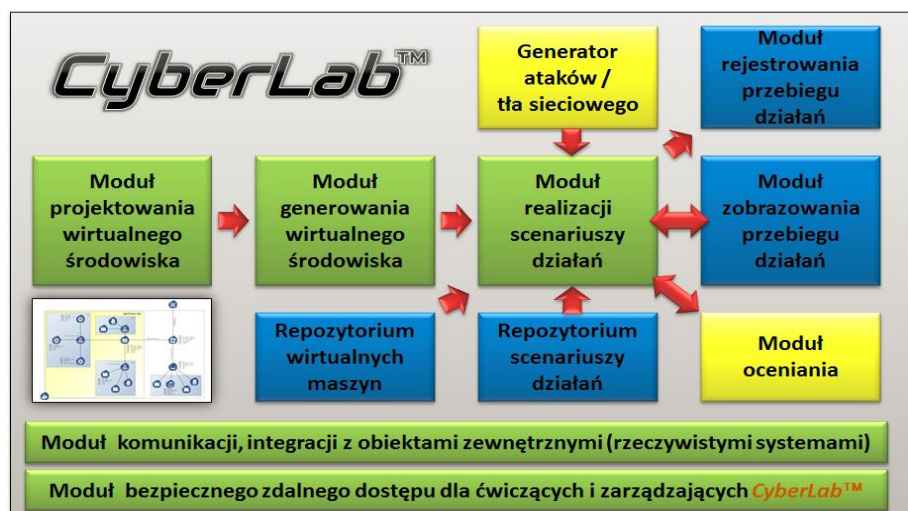 CyberLab™
Generator
ataków /
tła sieciowego
Moduł
rejestrowania
przebiegu
działań
Moduł
projektowania
wirtualnego
środowiska
Moduł
generowania
wirtualnego
środowiska
Moduł
realizacji
scenariuszy
działań
Moduł
zobrazowania
przebiegu
działań
Repozytorium
wirtualnych
maszyn
Repozytorium
scenariuszy
działań
Moduł
oceniania
Moduł komunikacji, integracji z obiektami zewnętrznymi (rzeczywistymi systemami)
Moduł bezpiecznego zdalnego dostępu dla ćwiczących i zarządzających CyberLab™